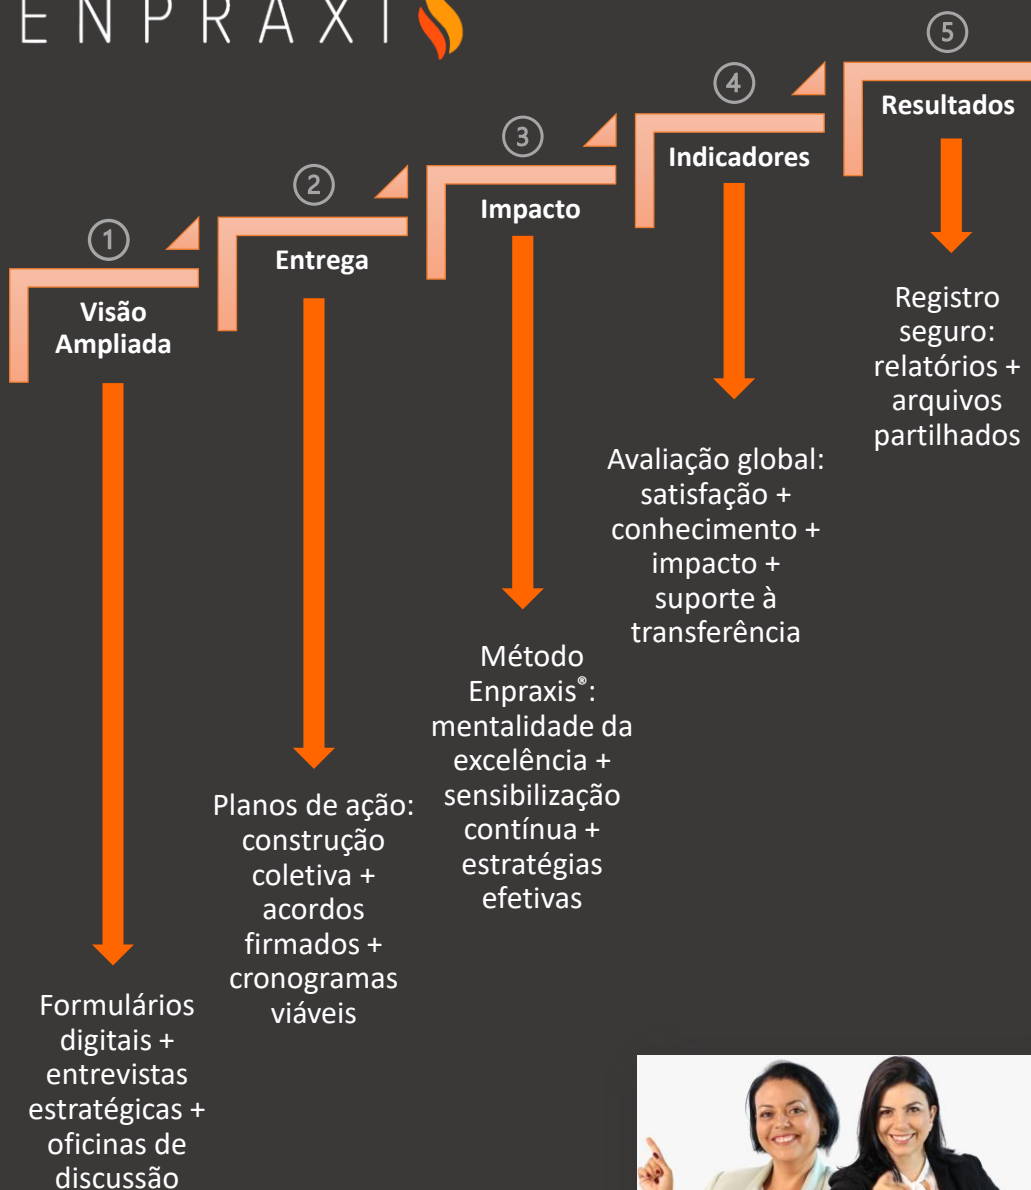 ENPRAXIS
1
Visão
Ampliada
Formulários
digitais +
entrevistas
estratégicas +
oficinas de
discussão
2
Entrega
Planos de ação:
construção
coletiva +
acordos
firmados +
cronogramas
viáveis
3
Impacto
Método
Enpraxis®:
mentalidade da
excelência +
sensibilização
contínua +
estratégias
efetivas
4
Indicadores
Avaliação global:
satisfação +
conhecimento +
impacto +
suporte à
transferência
5
Resultados
Registro
seguro:
relatórios +
arquivos
partilhados